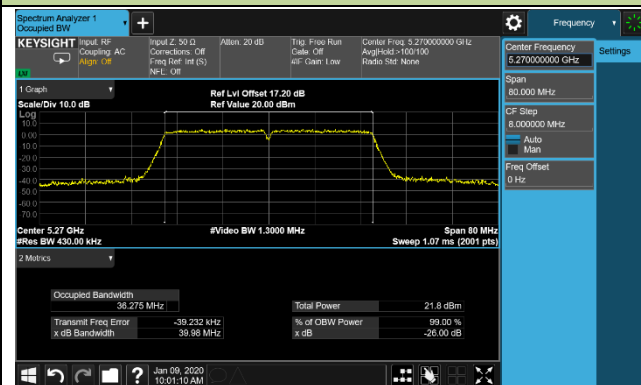 Spectrum Analyzer 1
Occupied BW
Frequency
KEYSIGHT
Input: RF
Coupling: AC
Align: Off
Input Z: 50 Ω
Corrections: Off
Freq Ref: Int (S)
NFE: Off
Atten: 20 dB
Trig: Free Run
Gate: Off
#IF Gain: Low
Center Freq: 5.270000000 GHz
Avg|Hold:>100/100
Radio Std: None
LXI
Center Frequency
5.270000000 GHz
Settings
Span
80.000 MHz
CF Step
8.000000 MHz
Auto
Man
Freq Offset
0 Hz
1 Graph
Scale/Div 10.0 dB
Ref Lvl Offset 17.20 dB
Ref Value 20.00 dBm
Log
10.0
0.00
-10.0
-20.0
-30.0
-40.0
-50.0
-60.0
-70.0
Center 5.27 GHz
#Video BW 1.3000 MHz
Span 80 MHz
#Res BW 430.00 kHz
Sweep 1.07 ms (2001 pts)
2 Metrics
Occupied Bandwidth
36.275 MHz
Total Power 21.8 dBm
Transmit Freq Error -39.232 kHz
% of OBW Power 99.00 %
x dB Bandwidth 39.98 MHz
x dB -26.00 dB
?
Jan 09, 2020
10:01:10 AM